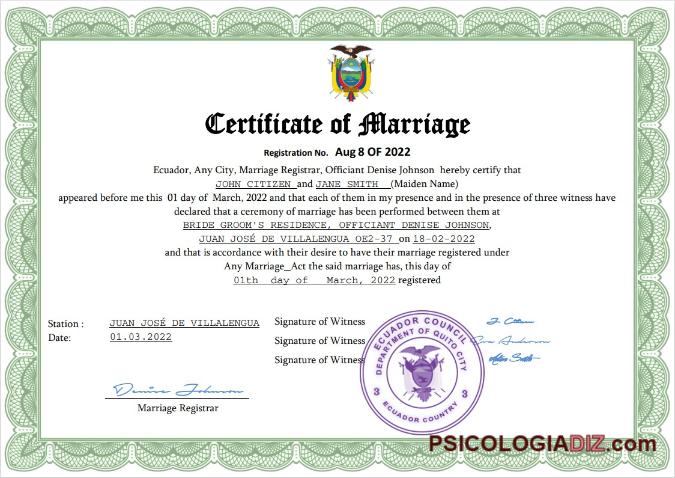 Certificate of Marriage
Registration No. Aug 8 OF 2022
Ecuador, Any City, Marriage Registrar, Officiant Denise Johnson hereby certify that
JOHN CITIZEN and JANE SMITH (Maiden Name)
appeared before me this 01 day of March, 2022 and that each of them in my presence and in the presence of three witness have
declared that a ceremony of marriage has been performed between them at
BRIDE GROOM'S RESIDENCE, OFFICIANT DENISE JOHNSON,
JUAN JOSÉ DE VILLALENGUA OE2-37 on 18-02-2022
and that is accordance with their desire to have their marriage registered under
Any Marriage_Act the said marriage has, this day of
01th day of March, 2022 registered
Station : JUAN JOSÉ DE VILLALENGUA
Date: 01.03.2022
Signature of Witness J. Citizen
Signature of Witness Anderson
Signature of Witness Smith
Denise Johnson
Marriage Registrar
ECUADOR COUNCIL
DEPARTMENT OF QUITO CITY
3 3
ECUADOR COUNTRY
PSICOLOGIADIZ.com